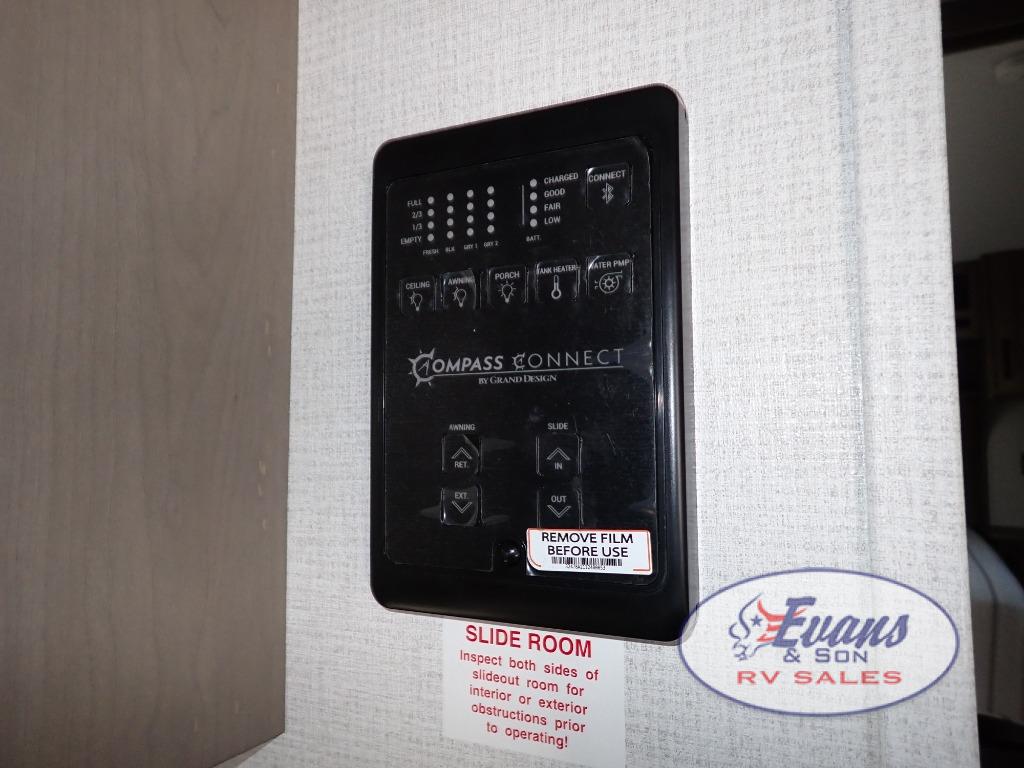 CHARGED
CONNECT
FULL
GOOD
2/3
FAIR
1/3
LOW
EMPTY
FRESH BLK GRY 1 GRY 2
BATT.
CEILING
AWNING
PORCH
TANK HEATER
WATER PMP
COMPASS CONNECT
BY GRAND DESIGN
AWNING
SLIDE
RET.
IN
EXT.
OUT
REMOVE FILM
BEFORE USE
SLIDE ROOM
Inspect both sides of
slideout room for
interior or exterior
obstructions prior
to operating!
Evans
& SON
RV SALES